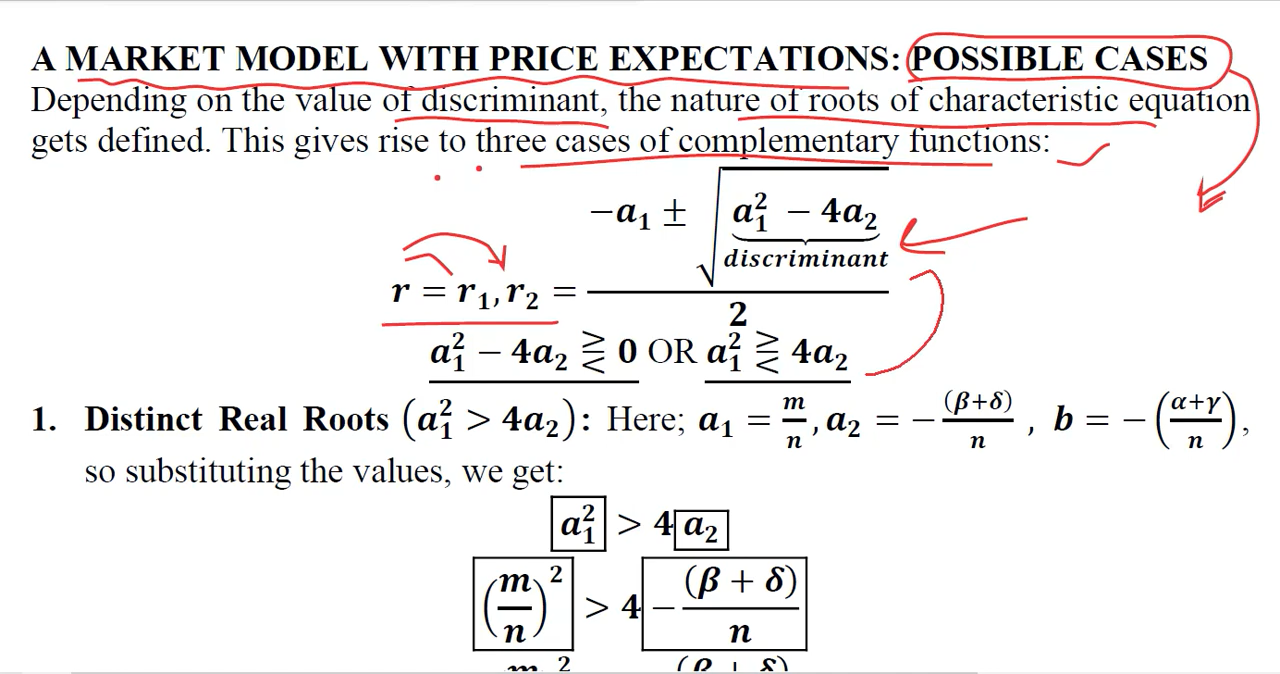 A MARKET MODEL WITH PRICE EXPECTATIONS: POSSIBLE CASES
Depending on the value of discriminant, the nature of roots of characteristic equation
gets defined. This gives rise to three cases of complementary functions:
r = r₁, r₂ = (−a₁ ± √(a₁² − 4a₂)) / 2
discriminant
a₁² − 4a₂ ⋛ 0 OR a₁² ⋛ 4a₂
1. Distinct Real Roots (a₁² > 4a₂): Here; a₁ = m/n, a₂ = −(β+δ)/n, b = −((α+γ)/n),
so substituting the values, we get:
a₁² > 4 a₂
(m/n)² > 4 −(β + δ)/n